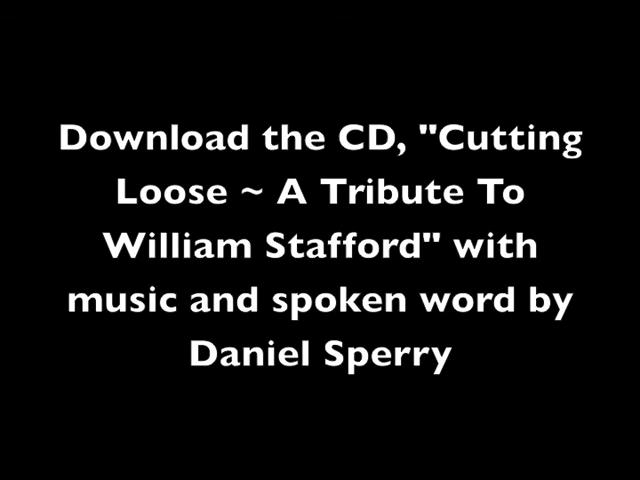 Download the CD, "Cutting
Loose ~ A Tribute To
William Stafford" with
music and spoken word by
Daniel Sperry